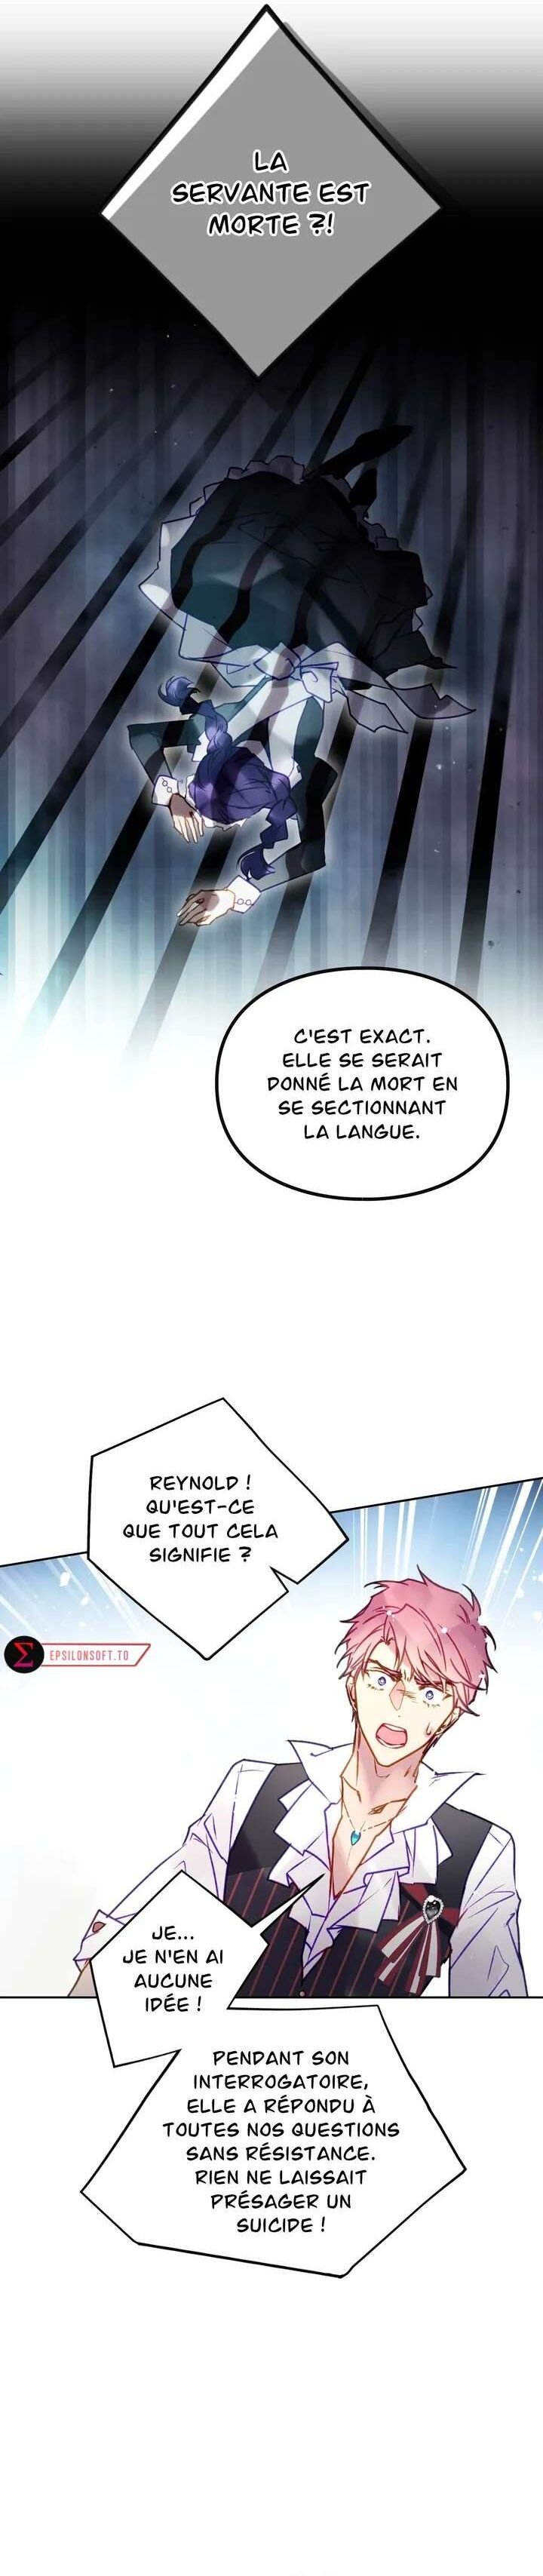 LA
SERVANTE EST
MORTE ?!
C'EST EXACT.
ELLE SE SERAIT
DONNÉ LA MORT EN
SE SECTIONNANT
LA LANGUE.
REYNOLD !
QU'EST-CE
QUE TOUT CELA
SIGNIFIE ?
EPSILONSOFT.TO
JE...
JE N'EN AI
AUCUNE
IDÉE !
PENDANT SON
INTERROGATOIRE,
ELLE A RÉPONDU À
TOUTES NOS QUESTIONS
SANS RÉSISTANCE.
RIEN NE LAISSAIT
PRÉSAGER UN
SUICIDE !